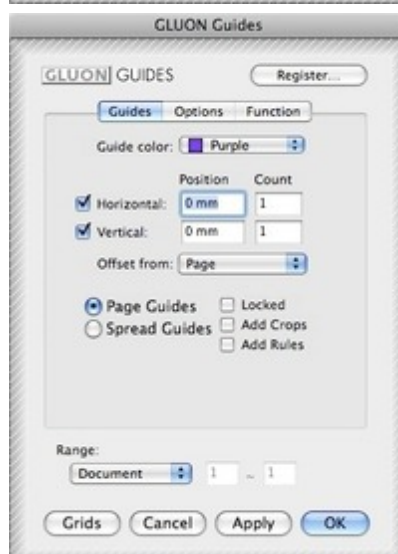 GLUON Guides
GLUON GUIDES Register...
Guides Options Function
Guide color: Purple
Position Count
Horizontal: 0 mm 1
Vertical: 0 mm 1
Offset from: Page
Page Guides Locked
Spread Guides Add Crops
Add Rules
Range:
Document 1 ~ 1
Grids Cancel Apply OK